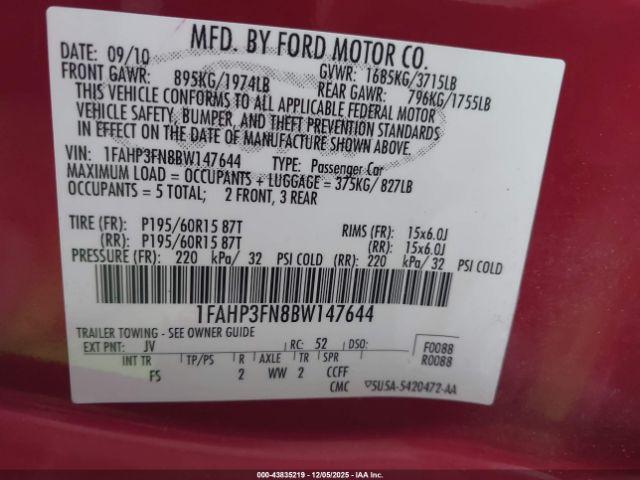 MFD. BY FORD MOTOR CO.
DATE: 09/10 GVWR: 1685KG/3715LB
FRONT GAWR: 895KG/1974LB REAR GAWR: 796KG/1755LB
THIS VEHICLE CONFORMS TO ALL APPLICABLE FEDERAL MOTOR
VEHICLE SAFETY, BUMPER, AND THEFT PREVENTION STANDARDS
IN EFFECT ON THE DATE OF MANUFACTURE SHOWN ABOVE.
VIN: 1FAHP3FN8BW147644 TYPE: Passenger Car
MAXIMUM LOAD = OCCUPANTS + LUGGAGE = 375KG/827LB
OCCUPANTS = 5 TOTAL; 2 FRONT, 3 REAR
TIRE (FR): P195/60R15 87T RIMS (FR): 15x6.0J
(RR): P195/60R15 87T (RR): 15x6.0J
PRESSURE (FR): 220 kPa/ 32 PSI COLD (RR): 220 kPa/ 32 PSI COLD
1FAHP3FN8BW147644
TRAILER TOWING - SEE OWNER GUIDE
EXT PNT: JV RC: 52 DSO: F0088
R0088
INT TR TP/PS R AXLE TR SPR
FS 2 WW 2 CCFF
CMC 5U5A-5420472-AA
000-43835219 - 12/05/2025 - IAAI, Inc.